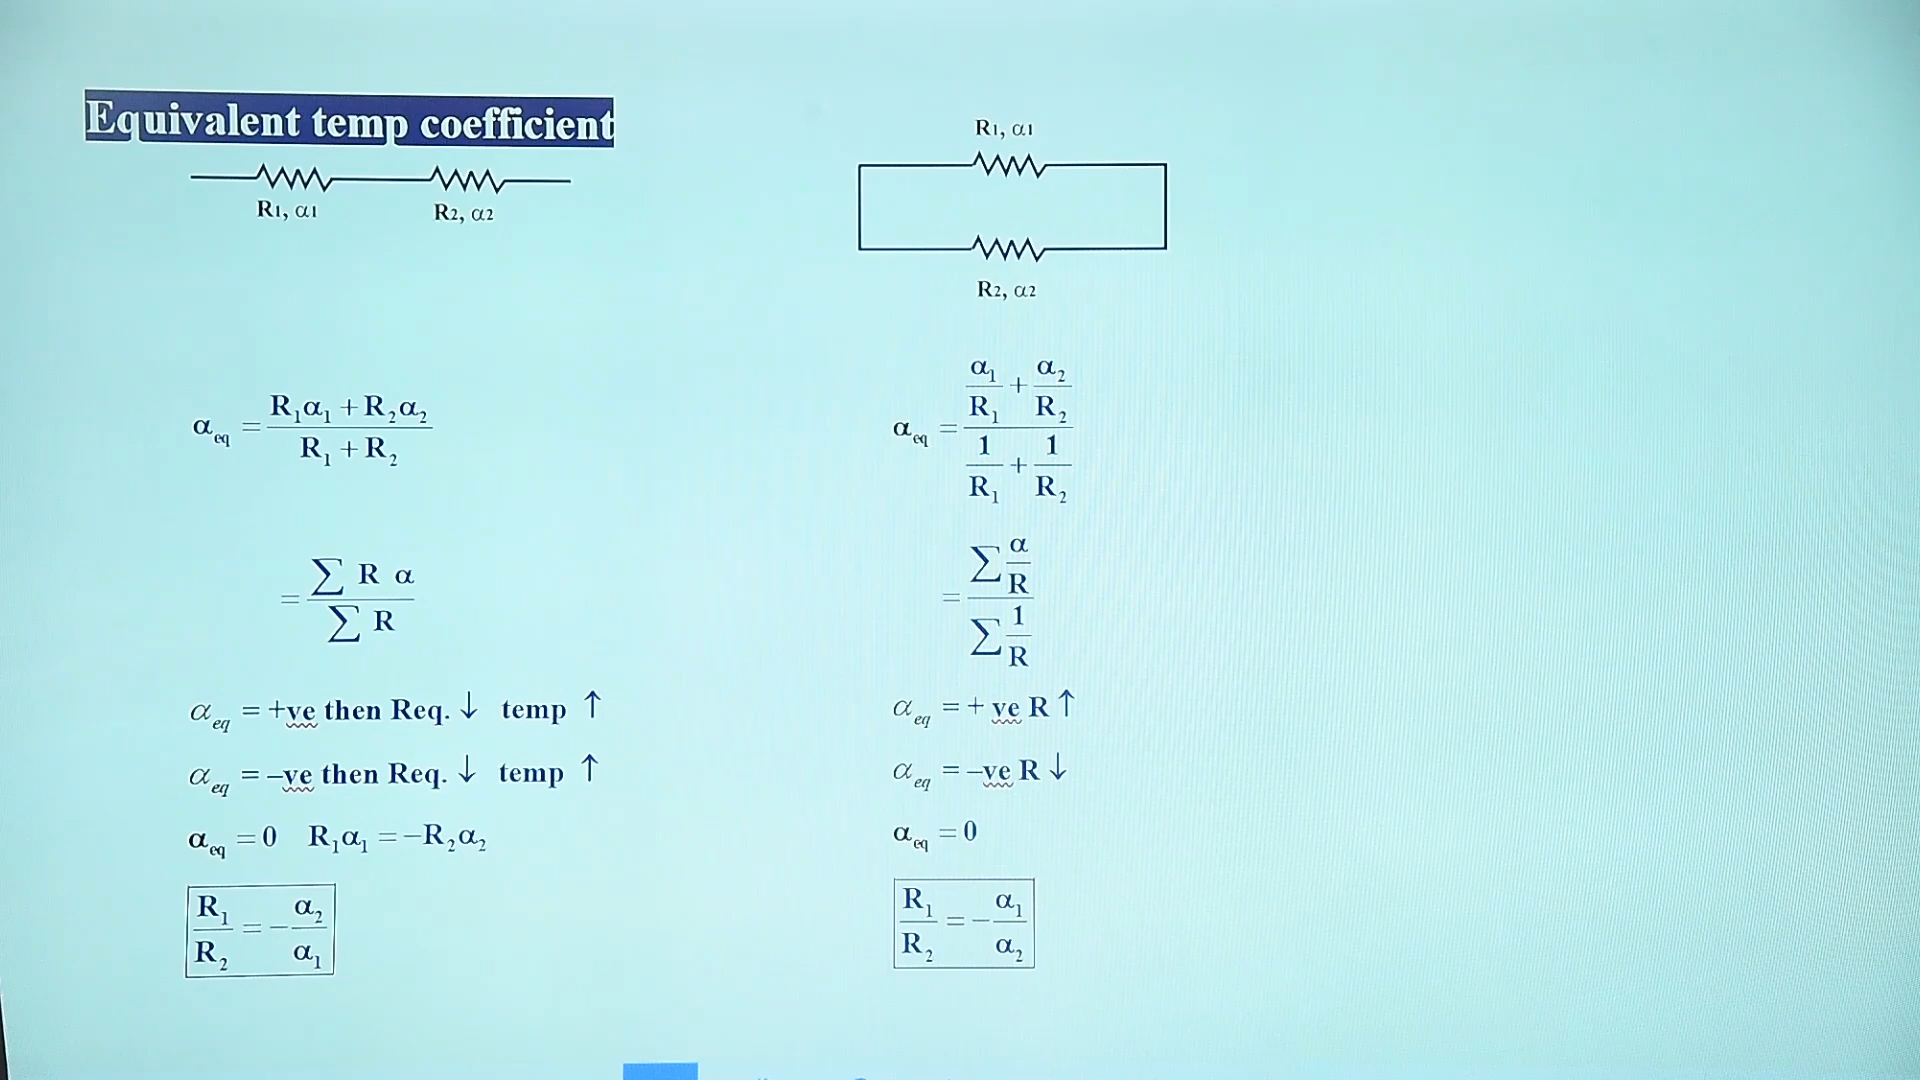 Equivalent temp coefficient
R1, α1 R2, α2
α_eq = (R₁α₁ + R₂α₂) / (R₁ + R₂)
= ∑ R α / ∑ R
α_eq = +ve then Req. ↓ temp ↑
α_eq = –ve then Req. ↓ temp ↑
α_eq = 0 R₁α₁ = –R₂α₂
R₁/R₂ = – α₂/α₁
R1, α1
R2, α2
α_eq = (α₁/R₁ + α₂/R₂) / (1/R₁ + 1/R₂)
= ∑ α/R / ∑ 1/R
α_eq = + ve R ↑
α_eq = –ve R ↓
α_eq = 0
R₁/R₂ = – α₁/α₂